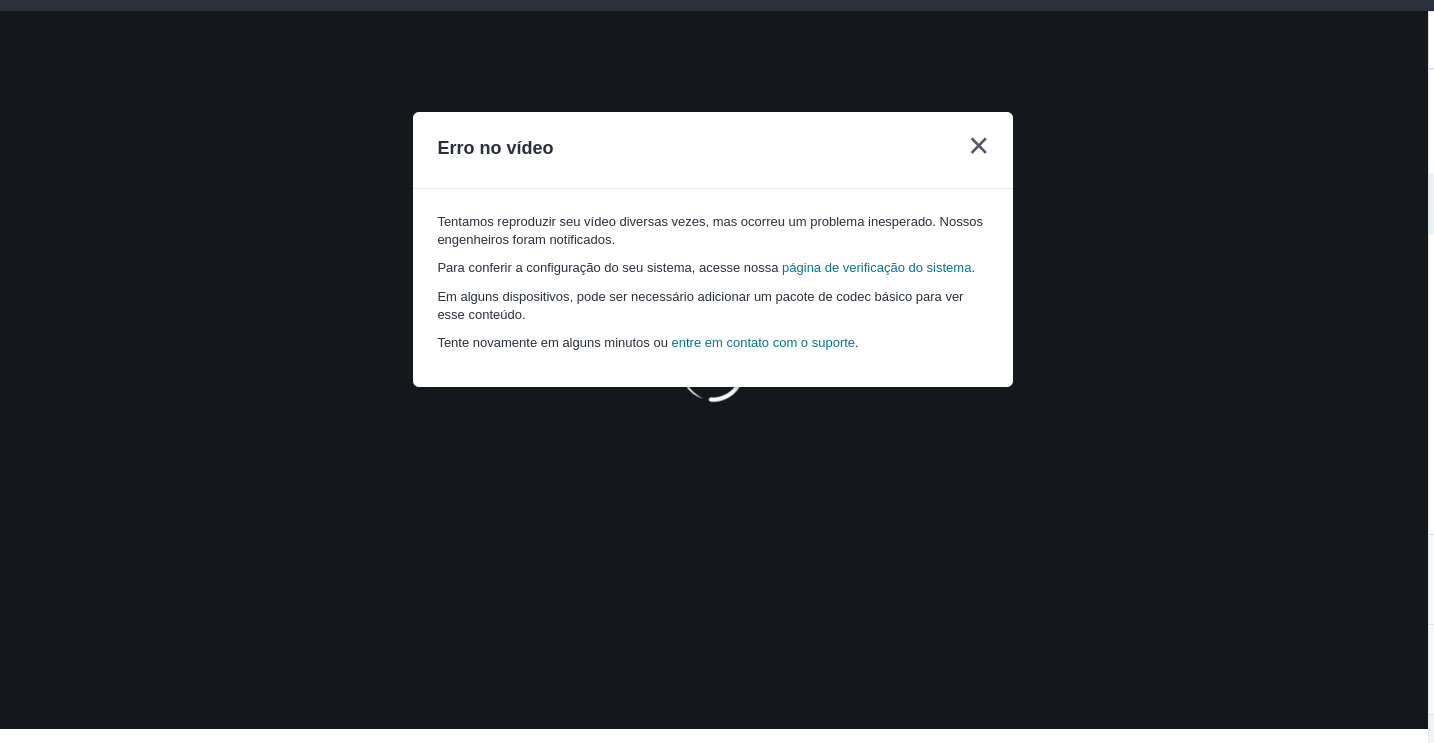 Erro no vídeo
Tentamos reproduzir seu vídeo diversas vezes, mas ocorreu um problema inesperado. Nossos
engenheiros foram notificados.
Para conferir a configuração do seu sistema, acesse nossa página de verificação do sistema.
Em alguns dispositivos, pode ser necessário adicionar um pacote de codec básico para ver
esse conteúdo.
Tente novamente em alguns minutos ou entre em contato com o suporte.